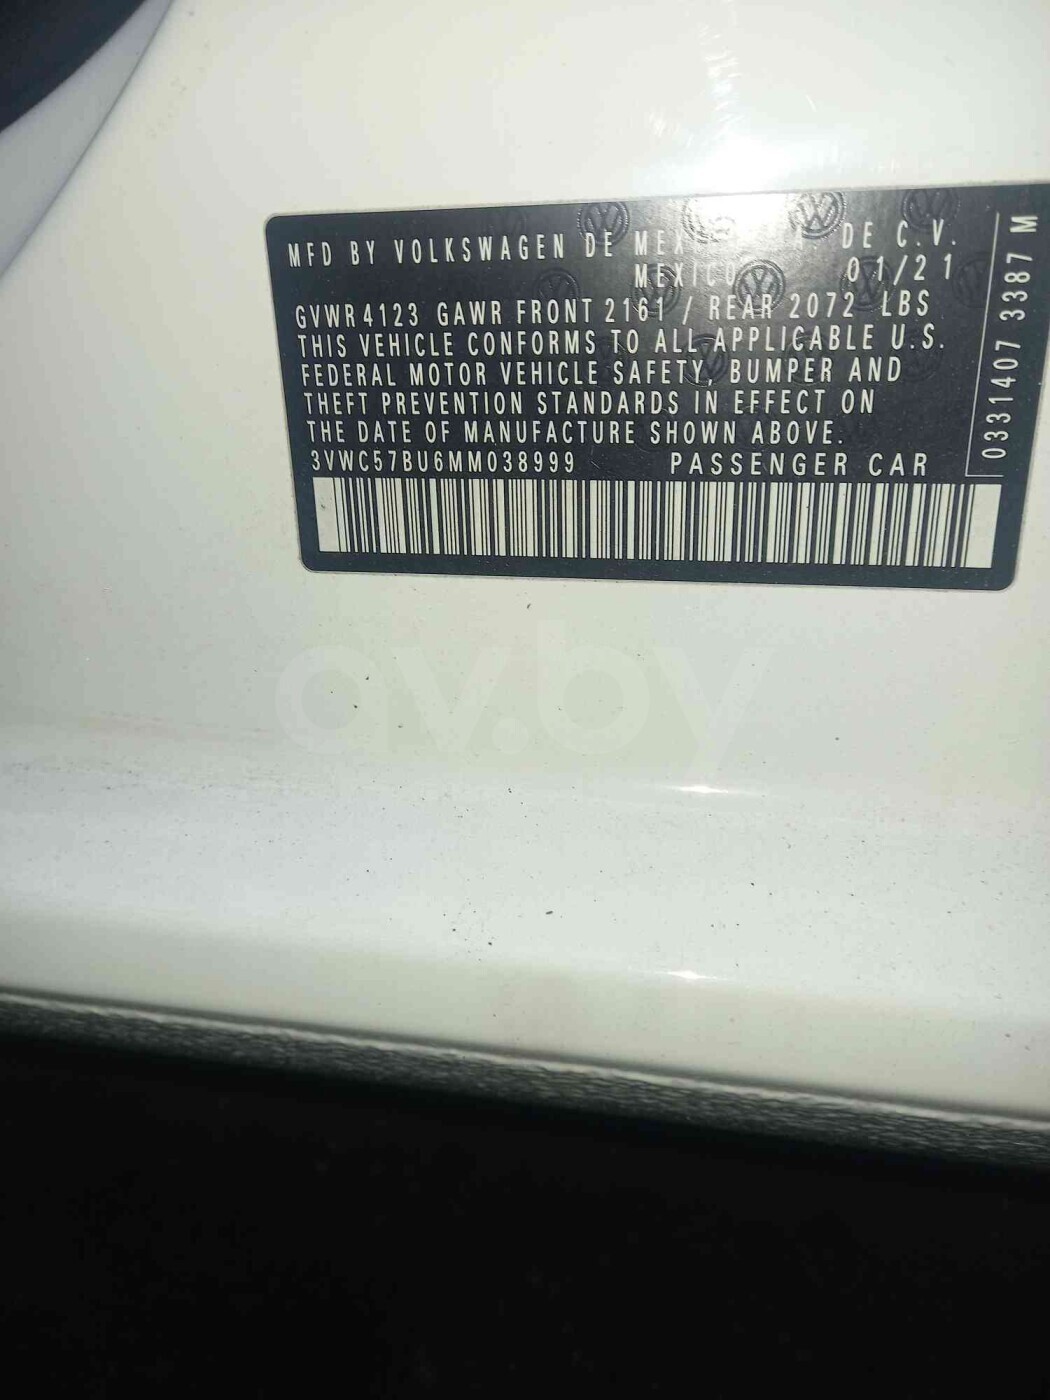 MFD BY VOLKSWAGEN DE DE C.V.
MEXICO 01/21
GVWR 4123 GAWR FRONT 2161 / REAR 2072 LBS
THIS VEHICLE CONFORMS TO ALL APPLICABLE U.S.
FEDERAL MOTOR VEHICLE SAFETY, BUMPER AND
THEFT PREVENTION STANDARDS IN EFFECT ON
THE DATE OF MANUFACTURE SHOWN ABOVE.
3VWC57BU6MM038999 PASSENGER CAR
0331407 3387 M
av.by